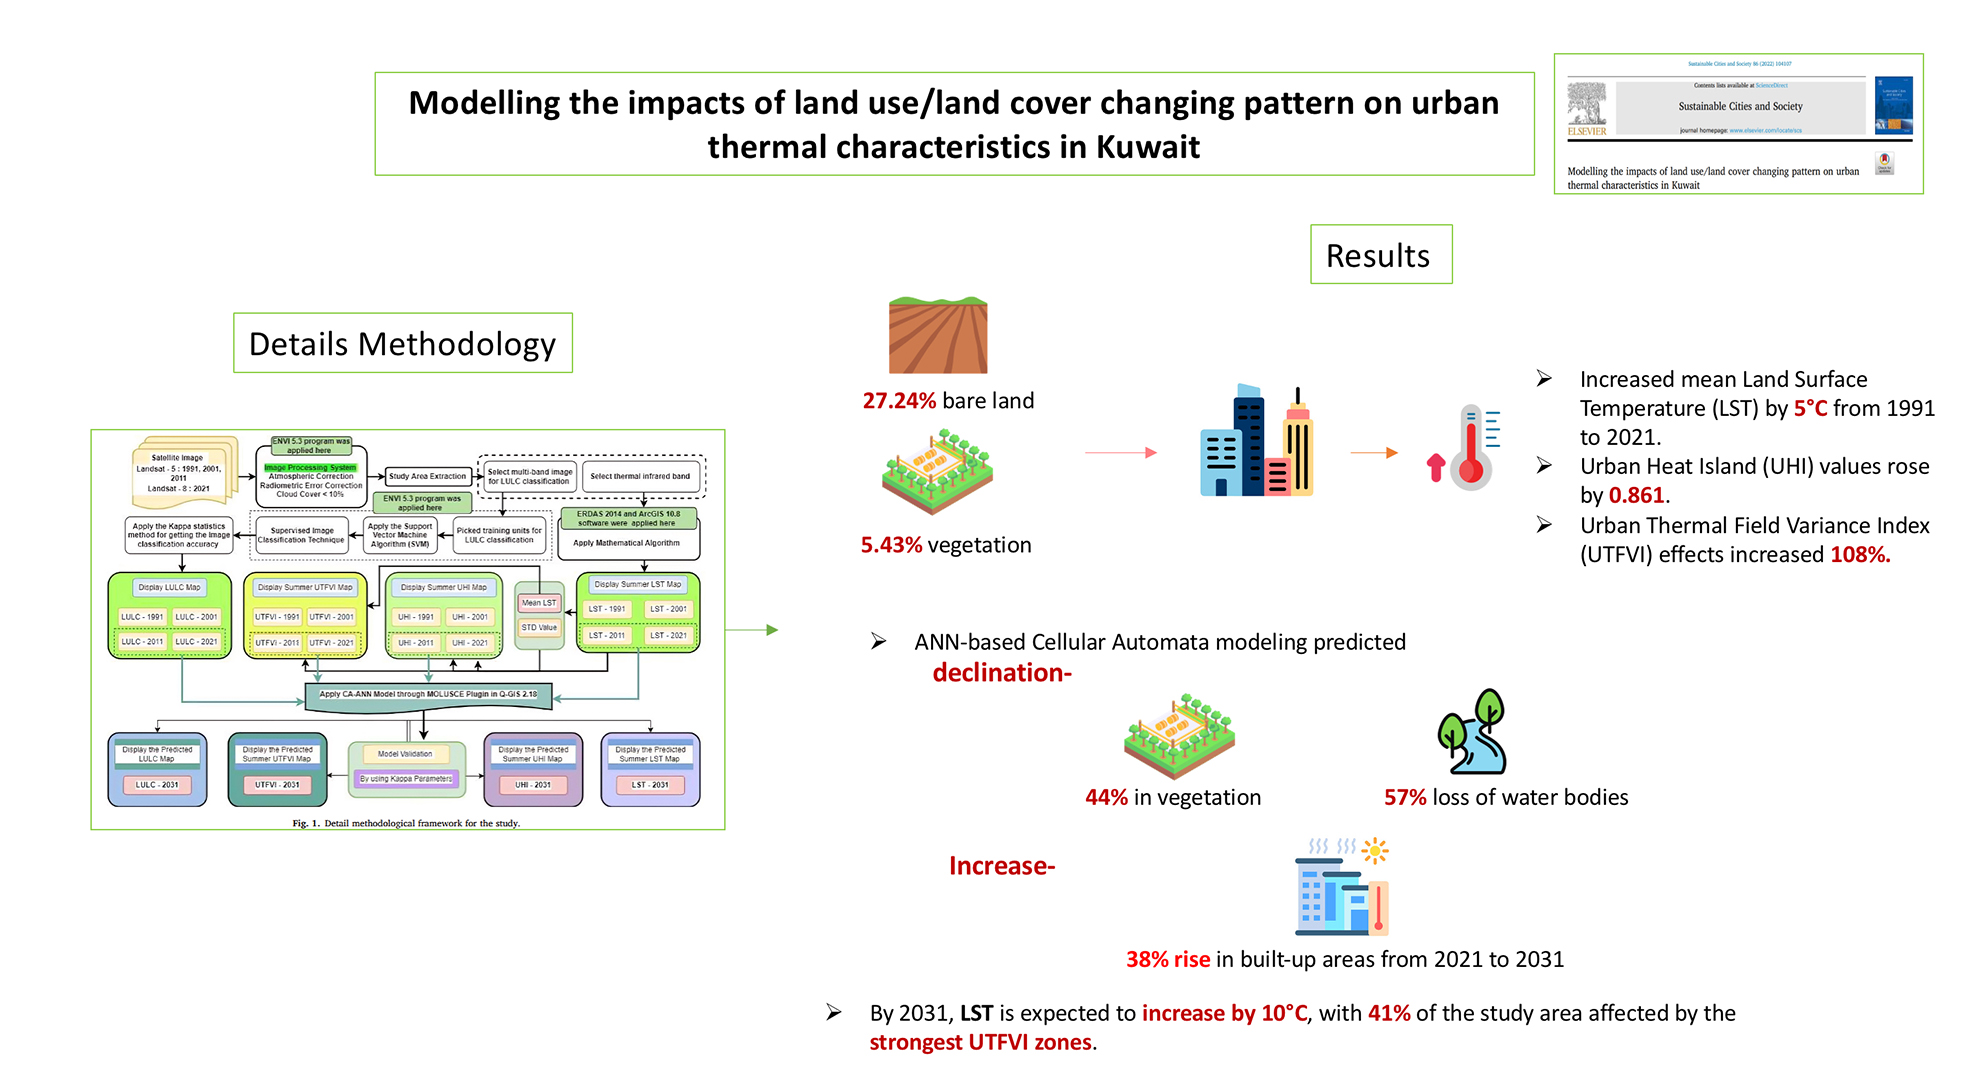 Modelling the impacts of land use/land cover changing pattern on urban
thermal characteristics in Kuwait
Sustainable Cities and Society 86 (2022) 104107
Contents lists available at ScienceDirect
Sustainable Cities and Society
journal homepage: www.elsevier.com/locate/scs
ELSEVIER
Modelling the impacts of land use/land cover changing pattern on urban
thermal characteristics in Kuwait
Details Methodology
Satellite Image
Landsat - 5 : 1991, 2001,
2011
Landsat - 8 : 2021
ENVI 5.3 program was
applied here
Image Processing System
Atmospheric Correction
Radiometric Error Correction
Cloud Cover < 10%
Study Area Extraction
Select multi-band image
for LULC classification
Select thermal infrared band
ENVI 5.3 program was
applied here
ERDAS 2014 and ArcGIS 10.8
software were applied here
Apply Mathematical Algorithm
Apply the Kappa statistics
method for getting the Image
classification accuracy
Supervised Image
Classification Technique
Apply the Support
Vector Machine
Algorithm (SVM)
Picked training units for
LULC classification
Display LULC Map
LULC - 1991
LULC - 2001
LULC - 2011
LULC - 2021
Display Summer UTFVI Map
UTFVI - 1991
UTFVI - 2001
UTFVI - 2011
UTFVI - 2021
Display Summer UHI Map
UHI - 1991
UHI - 2001
UHI - 2011
UHI - 2021
Mean LST
STD Value
Display Summer LST Map
LST - 1991
LST - 2001
LST - 2011
LST - 2021
Apply CA-ANN Model through MOLUSCE Plugin in Q-GIS 2.18
Display the Predicted
LULC Map
LULC - 2031
Display the Predicted
Summer UTFVI Map
UTFVI - 2031
Model Validation
By using Kappa Parameters
Display the Predicted
Summer UHI Map
UHI - 2031
Display the Predicted
Summer LST Map
LST - 2031
Fig. 1. Detail methodological framework for the study.
Results
27.24% bare land
5.43% vegetation
➢ Increased mean Land Surface
Temperature (LST) by 5°C from 1991
to 2021.
➢ Urban Heat Island (UHI) values rose
by 0.861.
➢ Urban Thermal Field Variance Index
(UTFVI) effects increased 108%.
➢ ANN-based Cellular Automata modeling predicted
declination-
44% in vegetation
57% loss of water bodies
Increase-
38% rise in built-up areas from 2021 to 2031
➢ By 2031, LST is expected to increase by 10°C, with 41% of the study area affected by the
strongest UTFVI zones.